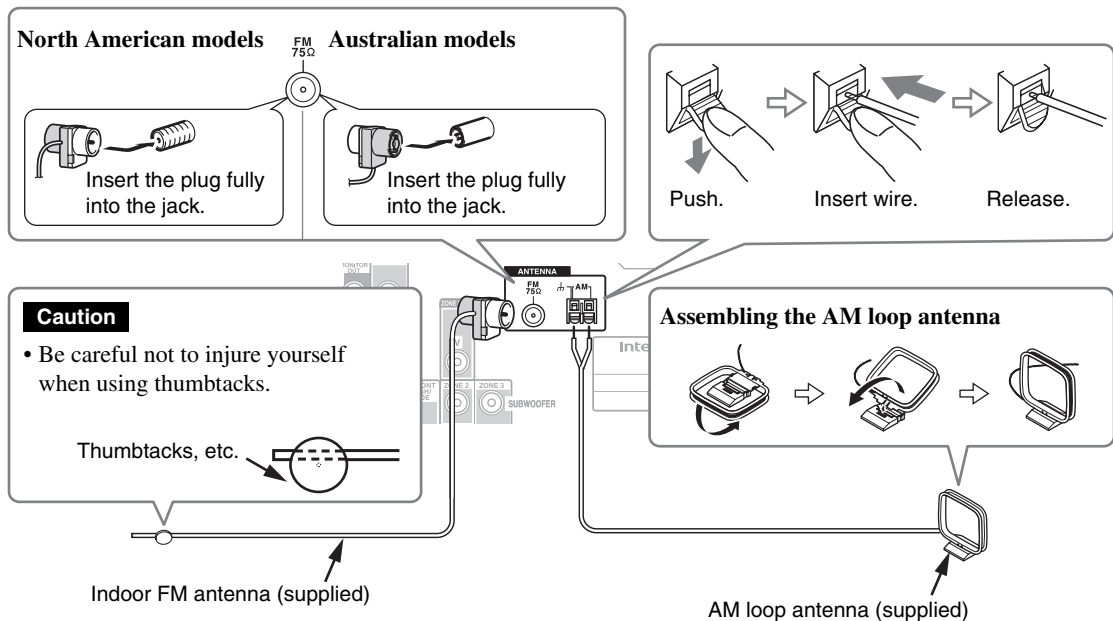 North American models
FM
75Ω
Australian models
Insert the plug fully
into the jack.
Insert the plug fully
into the jack.
Push.
Insert wire.
Release.
MONITOR
OUT
ANTENNA
FM
75Ω
AM
Caution
• Be careful not to injure yourself
when using thumbtacks.
Thumbtacks, etc.
ZONE 2
ZONE 3
SUBWOOFER
Assembling the AM loop antenna
Indoor FM antenna (supplied)
AM loop antenna (supplied)